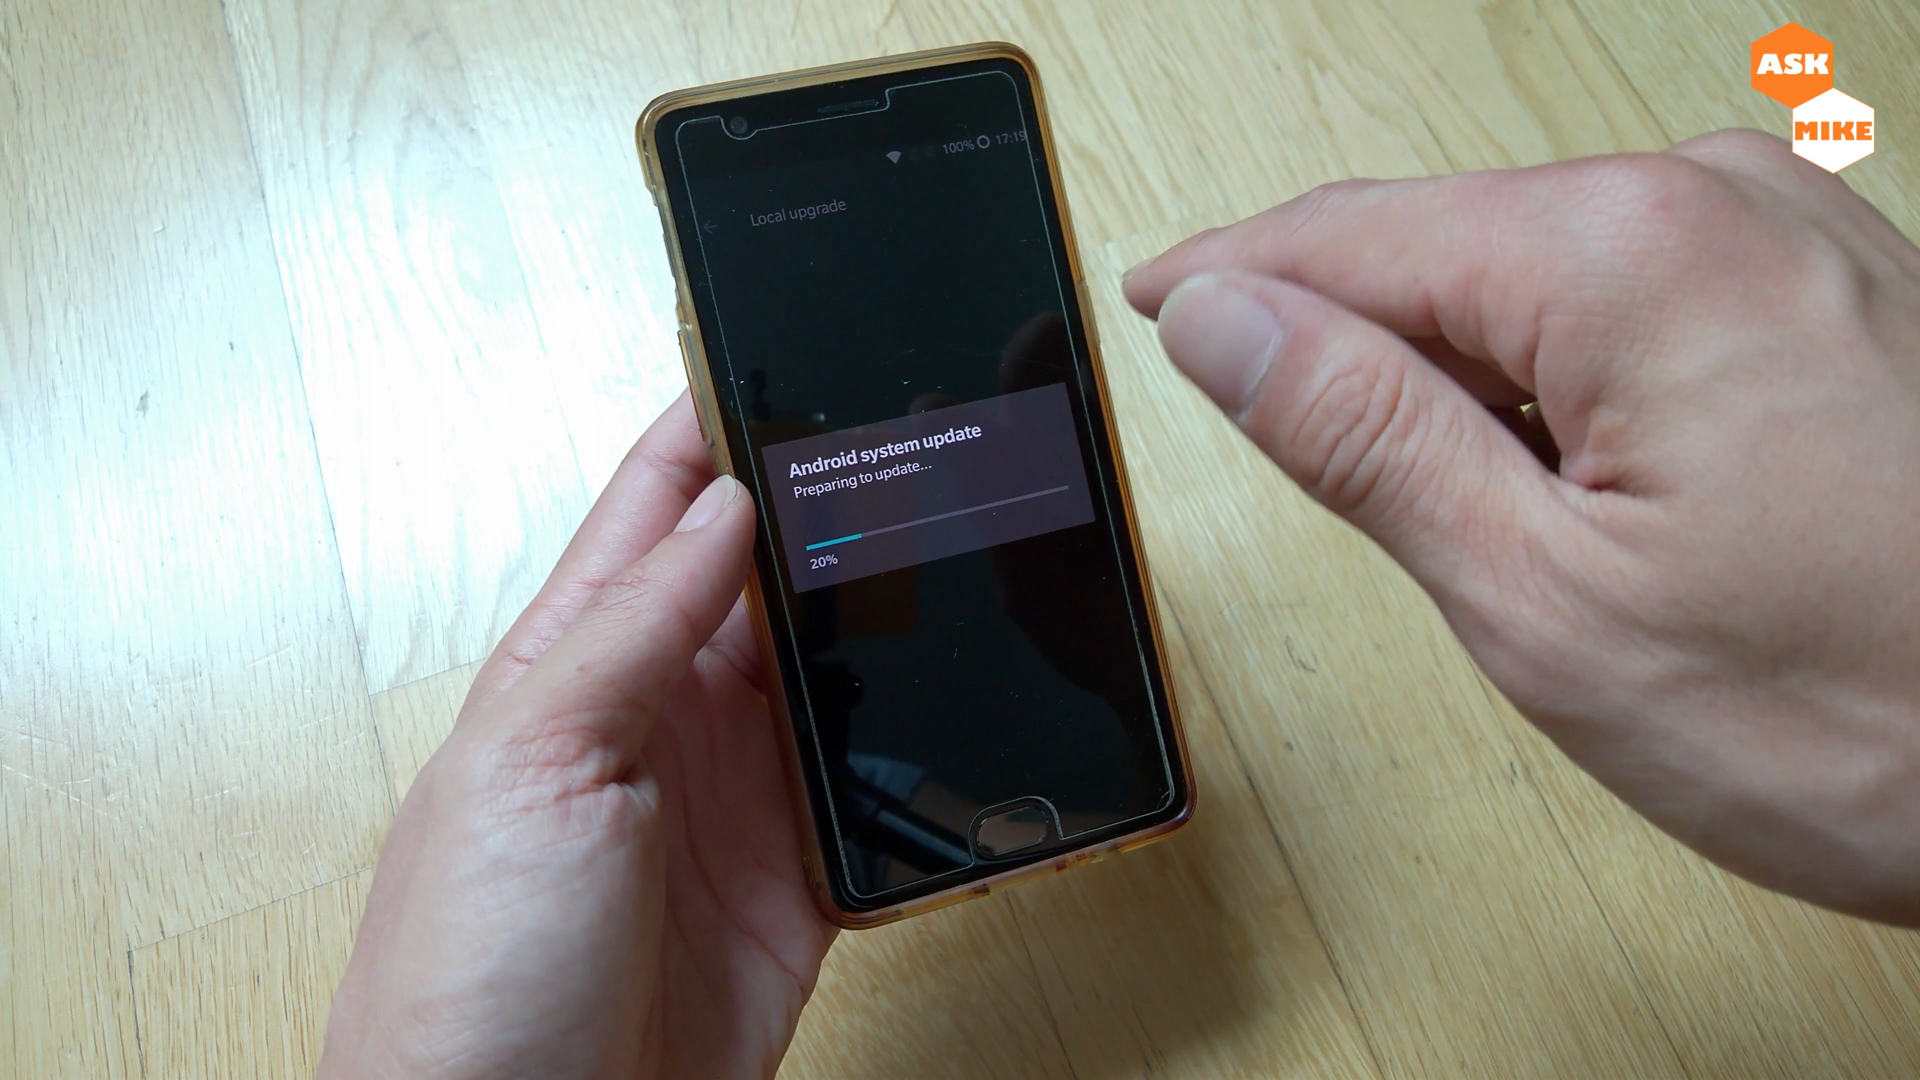 ASK
MIKE
100% 17:19
Local upgrade
Android system update
Preparing to update...
20%